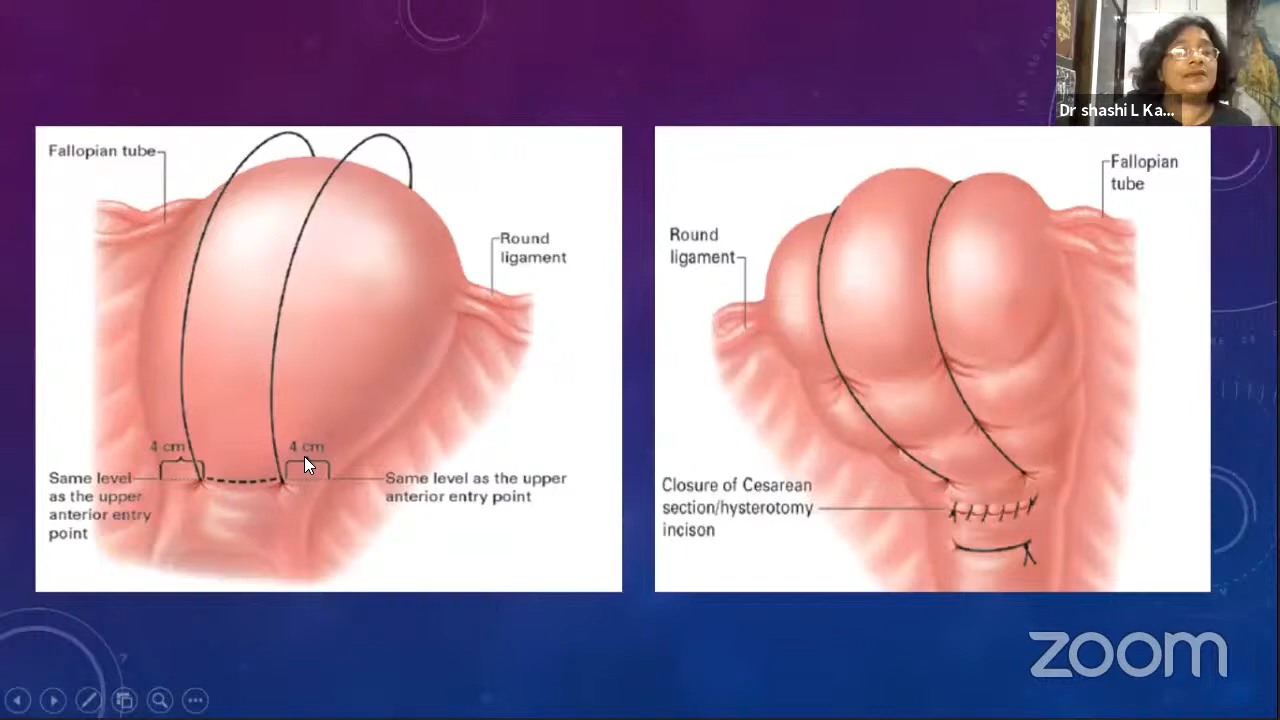 Dr shashi L Ka...
Fallopian tube
Round
ligament
4 cm
4 cm
Same level
as the upper
anterior entry
point
Same level as the upper
anterior entry point
Fallopian
tube
Round
ligament
Closure of Cesarean
section/hysterotomy
incison
zoom